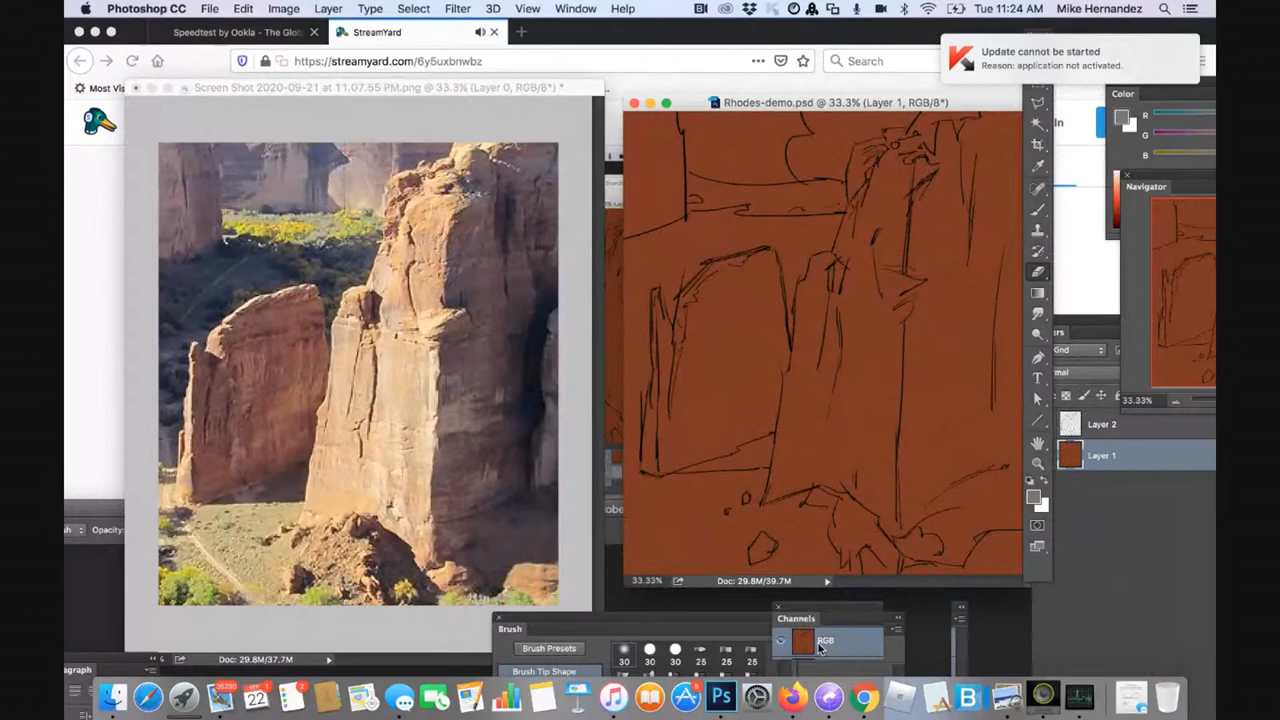 Photoshop CC File Edit Image Layer Type Select Filter 3D View Window Help Tue 11:24 AM Mike Hernandez
Speedtest by Ookla - The Glob
StreamYard
Update cannot be started
Reason: application not activated.
https://streamyard.com/6y5uxbnwbz
Search
Most Vis
Screen Shot 2020-09-21 at 11.07.55 PM.png @ 33.3% (Layer 0, RGB/8*) *
Rhodes-demo.psd @ 33.3% (Layer 1, RGB/8*)
Color
R
G
B
Navigator
33.33%
Kind
Layer 2
Layer 1
Opacity:
33.33% Doc: 29.8M/39.7M
Channels
RGB
Brush
Brush Presets
Brush Tip Shape
30 30 30 25 25 25
Doc: 29.8M/37.7M
ragraph
22
Ps